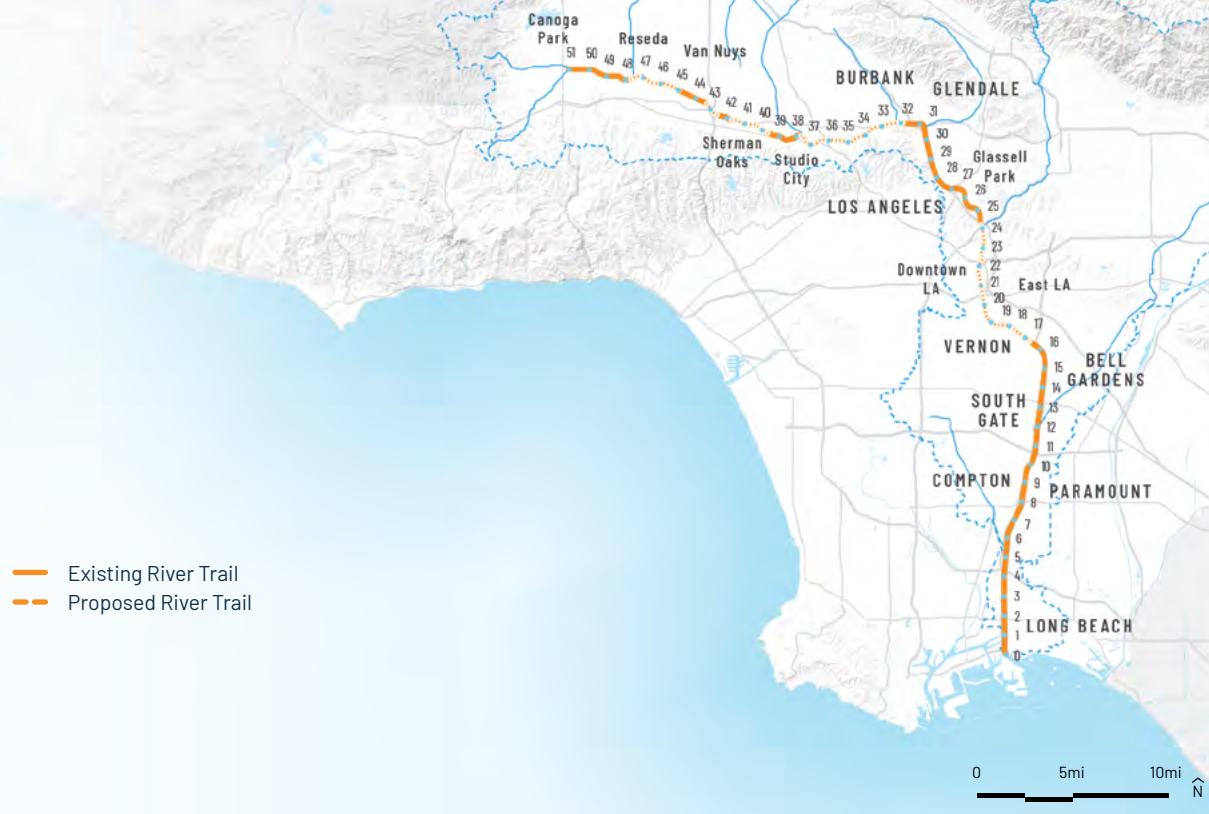 Canoga
Park
51
50
49
48
Reseda
47
46
Van Nuys
45
44
43
42
41
40
39
38
37
36
35
34
33
32
31
BURBANK
GLENDALE
Sherman
Oaks
Studio
City
30
29
28
27
26
25
Glassell
Park
LOS ANGELES
24
23
22
21
20
Downtown
LA
East LA
19
18
17
16
VERNON
15
14
13
12
11
10
BELL
GARDENS
SOUTH
GATE
COMPTON
9
PARAMOUNT
8
7
6
5
4
3
2
1
0
LONG BEACH
Existing River Trail
Proposed River Trail
0 5mi 10mi
N